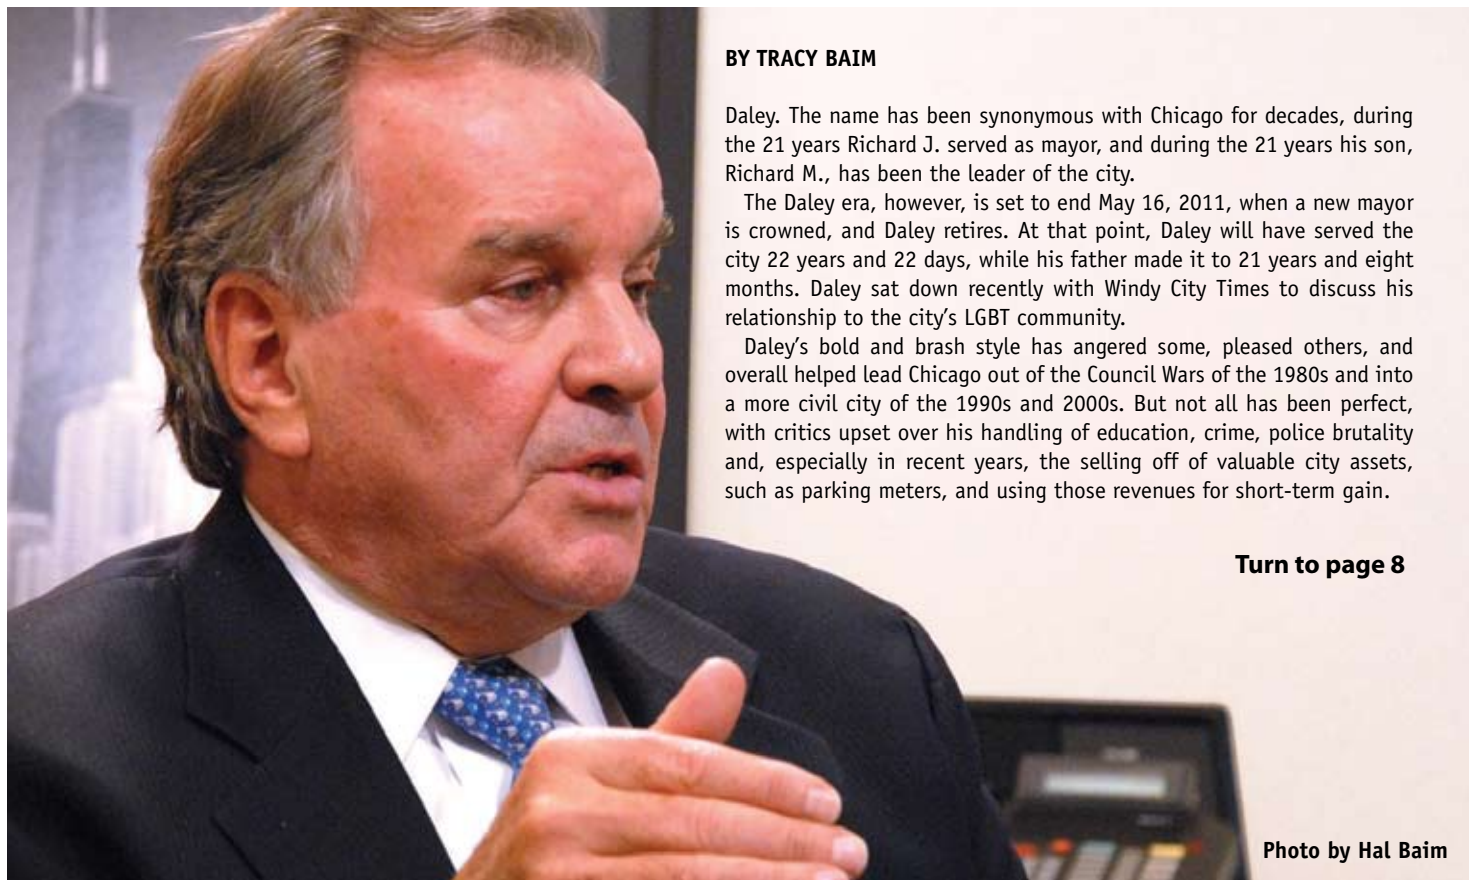 BY TRACY BAIM
Daley. The name has been synonymous with Chicago for decades, during
the 21 years Richard J. served as mayor, and during the 21 years his son,
Richard M., has been the leader of the city.
The Daley era, however, is set to end May 16, 2011, when a new mayor
is crowned, and Daley retires. At that point, Daley will have served the
city 22 years and 22 days, while his father made it to 21 years and eight
months. Daley sat down recently with Windy City Times to discuss his
relationship to the city’s LGBT community.
Daley’s bold and brash style has angered some, pleased others, and
overall helped lead Chicago out of the Council Wars of the 1980s and into
a more civil city of the 1990s and 2000s. But not all has been perfect,
with critics upset over his handling of education, crime, police brutality
and, especially in recent years, the selling off of valuable city assets,
such as parking meters, and using those revenues for short-term gain.
Turn to page 8
Photo by Hal Baim